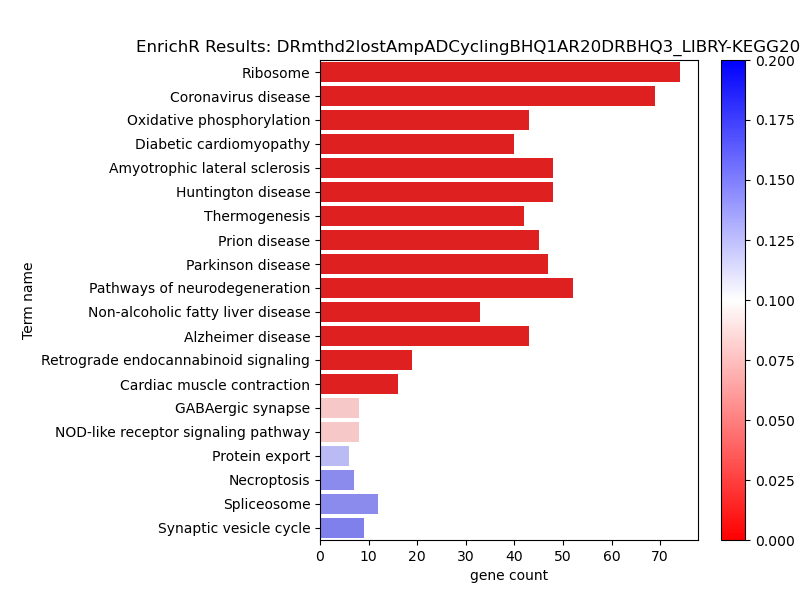 EnrichR Results: DRmthd2lostAmpADCyclingBHQ1AR20DRBHQ3_LIBRY-KEGG20
Ribosome
Coronavirus disease
Oxidative phosphorylation
Diabetic cardiomyopathy
Amyotrophic lateral sclerosis
Huntington disease
Thermogenesis
Prion disease
Parkinson disease
Pathways of neurodegeneration
Non-alcoholic fatty liver disease
Alzheimer disease
Retrograde endocannabinoid signaling
Cardiac muscle contraction
GABAergic synapse
NOD-like receptor signaling pathway
Protein export
Necroptosis
Spliceosome
Synaptic vesicle cycle
Term name
0 10 20 30 40 50 60 70
gene count
0.200
0.175
0.150
0.125
0.100
0.075
0.050
0.025
0.000